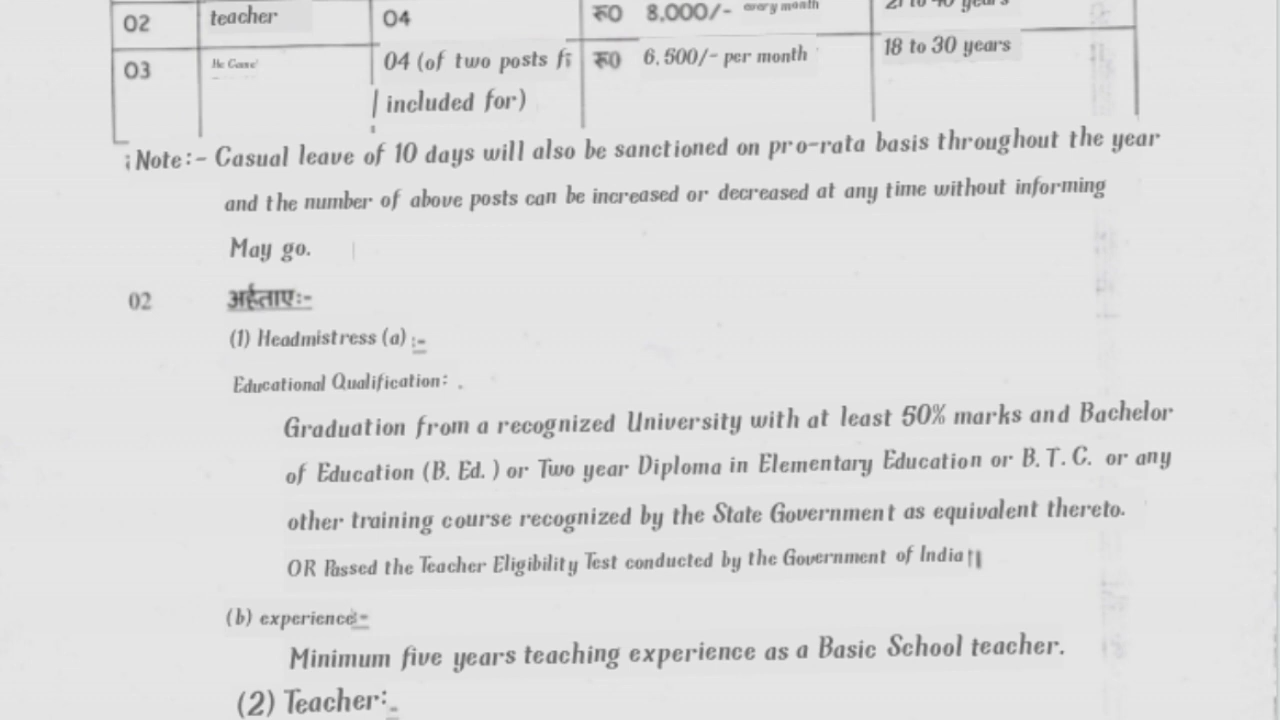 02 teacher 04 रू0 8,000/- every month 21 to 40 years
03 04 (of two posts रू0 6,500/- per month 18 to 30 years
included for)
Note:- Casual leave of 10 days will also be sanctioned on pro-rata basis throughout the year
and the number of above posts can be increased or decreased at any time without informing
May go.
02 अर्हताएः-
(1) Headmistress (a) :-
Educational Qualification: .
Graduation from a recognized University with at least 50% marks and Bachelor
of Education (B. Ed. ) or Two year Diploma in Elementary Education or B. T. C. or any
other training course recognized by the State Government as equivalent thereto.
OR Passed the Teacher Eligibility Test conducted by the Government of India
(b) experience:-
Minimum five years teaching experience as a Basic School teacher.
(2) Teacher:-